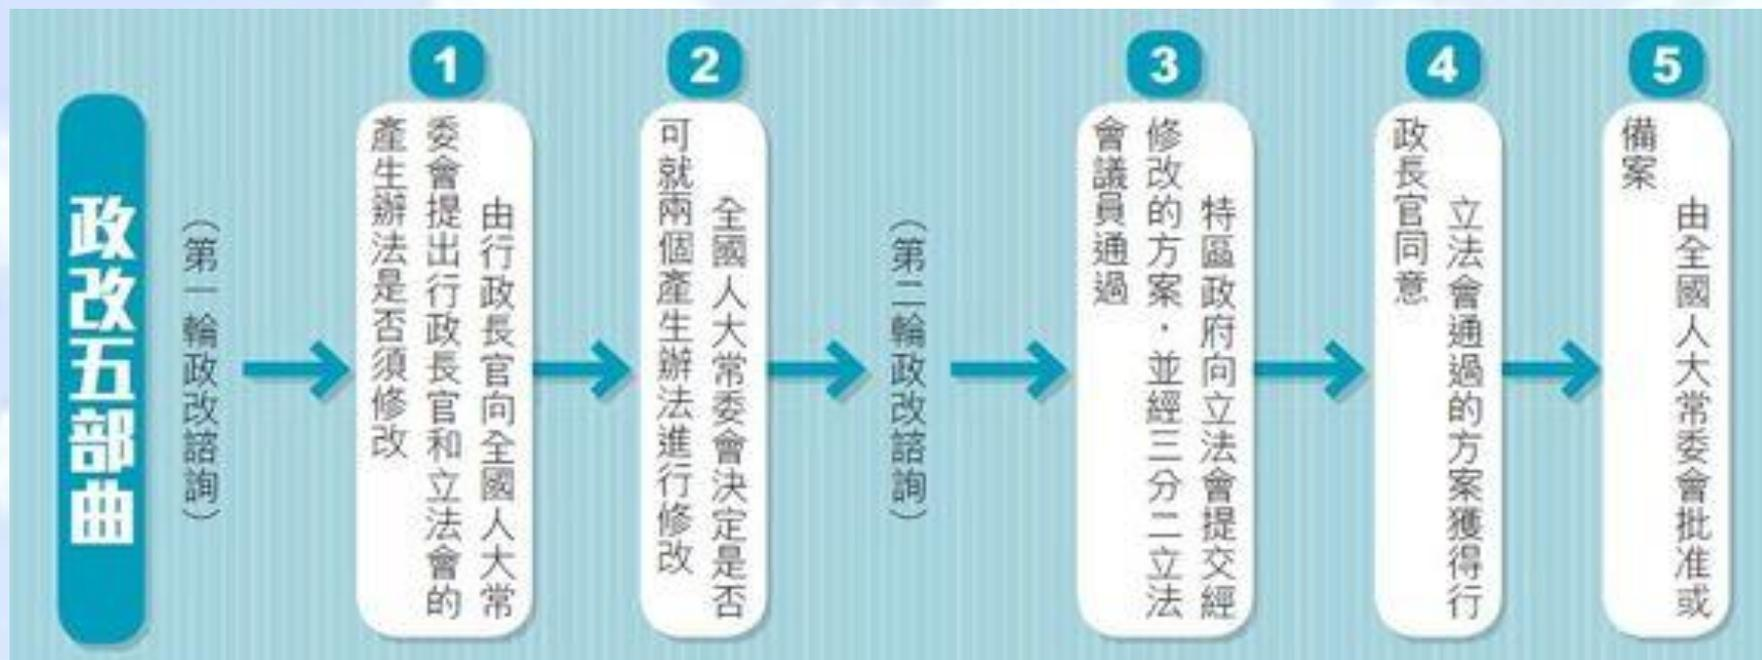 政改五部曲
（第一輪政改諮詢）
1
由行政長官向全國人大常
委會提出行政長官和立法會的
產生辦法是否須修改
2
全國人大常委會決定是否
可就兩個產生辦法進行修改
（第二輪政改諮詢）
3
特區政府向立法會提交經
修改的方案，並經三分二立法
會議員通過
4
立法會通過的方案獲得行
政長官同意
5
由全國人大常委會批准或
備案